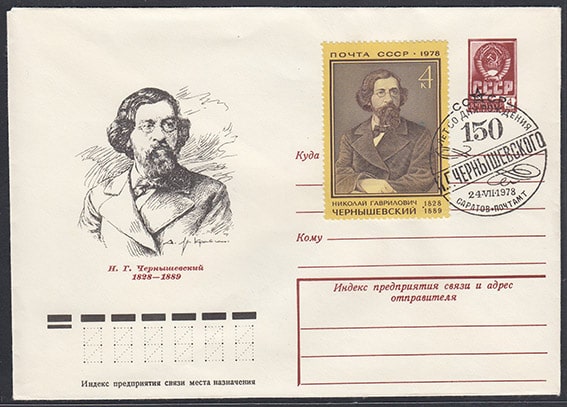 ПОЧТА СССР • 1978
4
К
НИКОЛАЙ ГАВРИЛОВИЧ
ЧЕРНЫШЕВСКИЙ
1828
1889
СССР
150
ЛЕТ СО ДНЯ РОЖДЕНИЯ
Н.Г. ЧЕРНЫШЕВСКОГО
24·VII·1978
САРАТОВ·ПОЧТАМТ
Н. Г. Чернышевский
1828—1889
Куда
Кому
Индекс предприятия связи и адрес
отправителя
Индекс предприятия связи места назначения